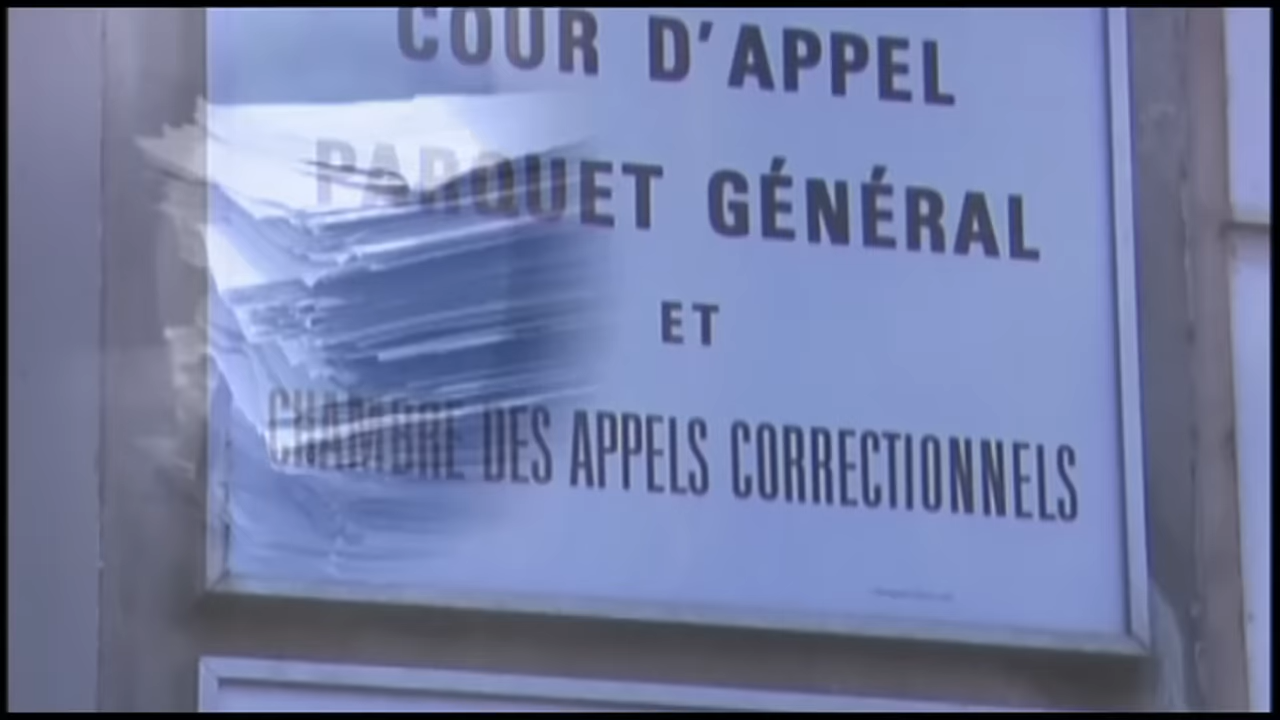 COUR D'APPEL
PARQUET GÉNÉRAL
ET
CHAMBRE DES APPELS CORRECTIONNELS